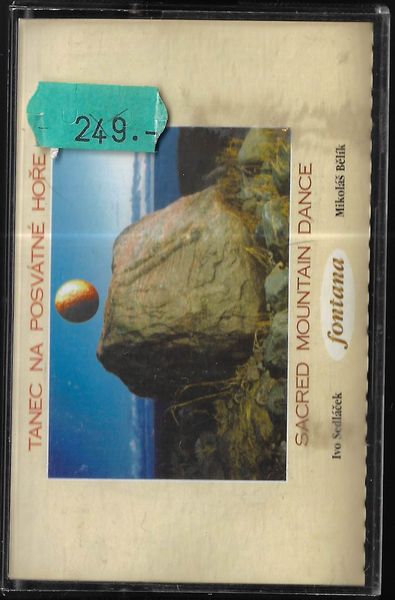 249.-
TANEC NA POSVÁTNÉ HOŘE
SACRED MOUNTAIN DANCE
Ivo Sedláček
fontana
Mikoláš Bělík